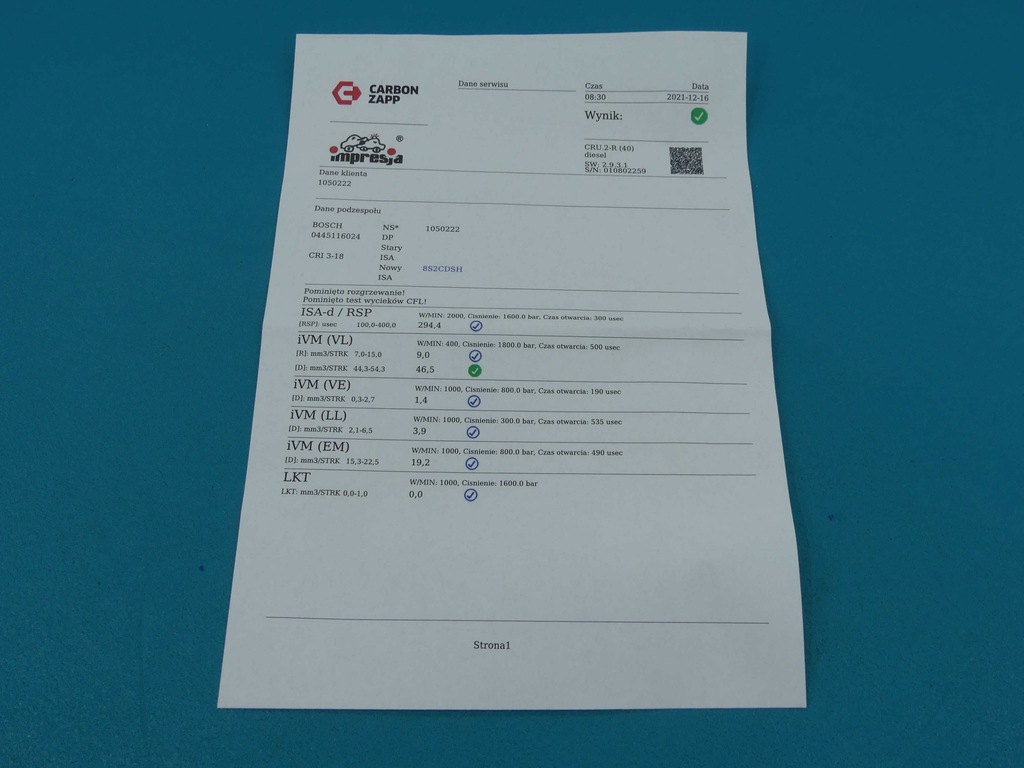 CARBON
ZAPP
Dane serwisu
Czas Data
08:30 2021-12-16
Wynik:
impresja ®
CRU.2-R (40)
diesel
SW: 2.9.3.1
S/N: 010802259
Dane klienta
1050222
Dane podzespołu
BOSCH NS* 1050222
0445116024 DP
Stary
CRI 3-18 ISA
Nowy 8S2CDSH
ISA
Pominięto rozgrzewanie!
Pominięto test wycieków CFL!
ISA-d / RSP W/MIN: 2000, Cisnienie: 1600.0 bar, Czas otwarcia: 300 usec
[RSP]: usec 100,0-400,0 294,4
iVM (VL) W/MIN: 400, Cisnienie: 1800.0 bar, Czas otwarcia: 500 usec
[R]: mm3/STRK 7,0-15,0 9,0
[D]: mm3/STRK 44,3-54,3 46,5
iVM (VE) W/MIN: 1000, Cisnienie: 800.0 bar, Czas otwarcia: 190 usec
[D]: mm3/STRK 0,3-2,7 1,4
iVM (LL) W/MIN: 1000, Cisnienie: 300.0 bar, Czas otwarcia: 535 usec
[D]: mm3/STRK 2,1-6,5 3,9
iVM (EM) W/MIN: 1000, Cisnienie: 800.0 bar, Czas otwarcia: 490 usec
[D]: mm3/STRK 15,3-22,5 19,2
LKT W/MIN: 1000, Cisnienie: 1600.0 bar
LKT: mm3/STRK 0,0-1,0 0,0
Strona1